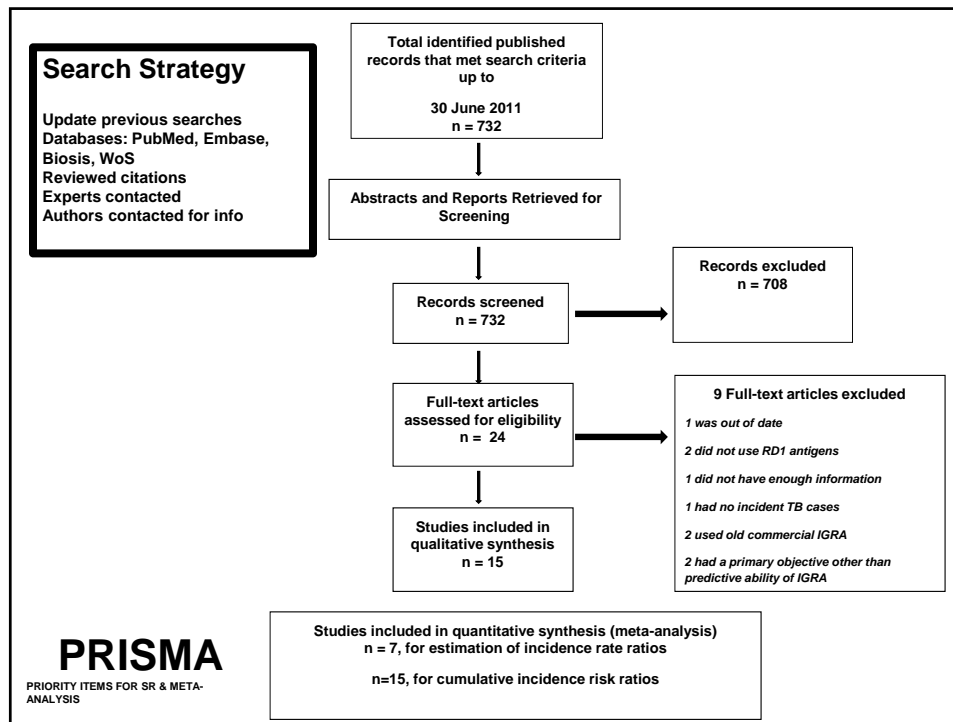 Search Strategy
Update previous searches
Databases: PubMed, Embase,
Biosis, WoS
Reviewed citations
Experts contacted
Authors contacted for info
Total identified published
records that met search criteria
up to
30 June 2011
n = 732
Abstracts and Reports Retrieved for
Screening
Records screened
n = 732
Records excluded
n = 708
Full-text articles
assessed for eligibility
n = 24
9 Full-text articles excluded
1 was out of date
2 did not use RD1 antigens
1 did not have enough information
1 had no incident TB cases
2 used old commercial IGRA
2 had a primary objective other than
predictive ability of IGRA
Studies included in
qualitative synthesis
n = 15
Studies included in quantitative synthesis (meta-analysis)
n = 7, for estimation of incidence rate ratios
n=15, for cumulative incidence risk ratios
PRISMA
PRIORITY ITEMS FOR SR & META-
ANALYSIS